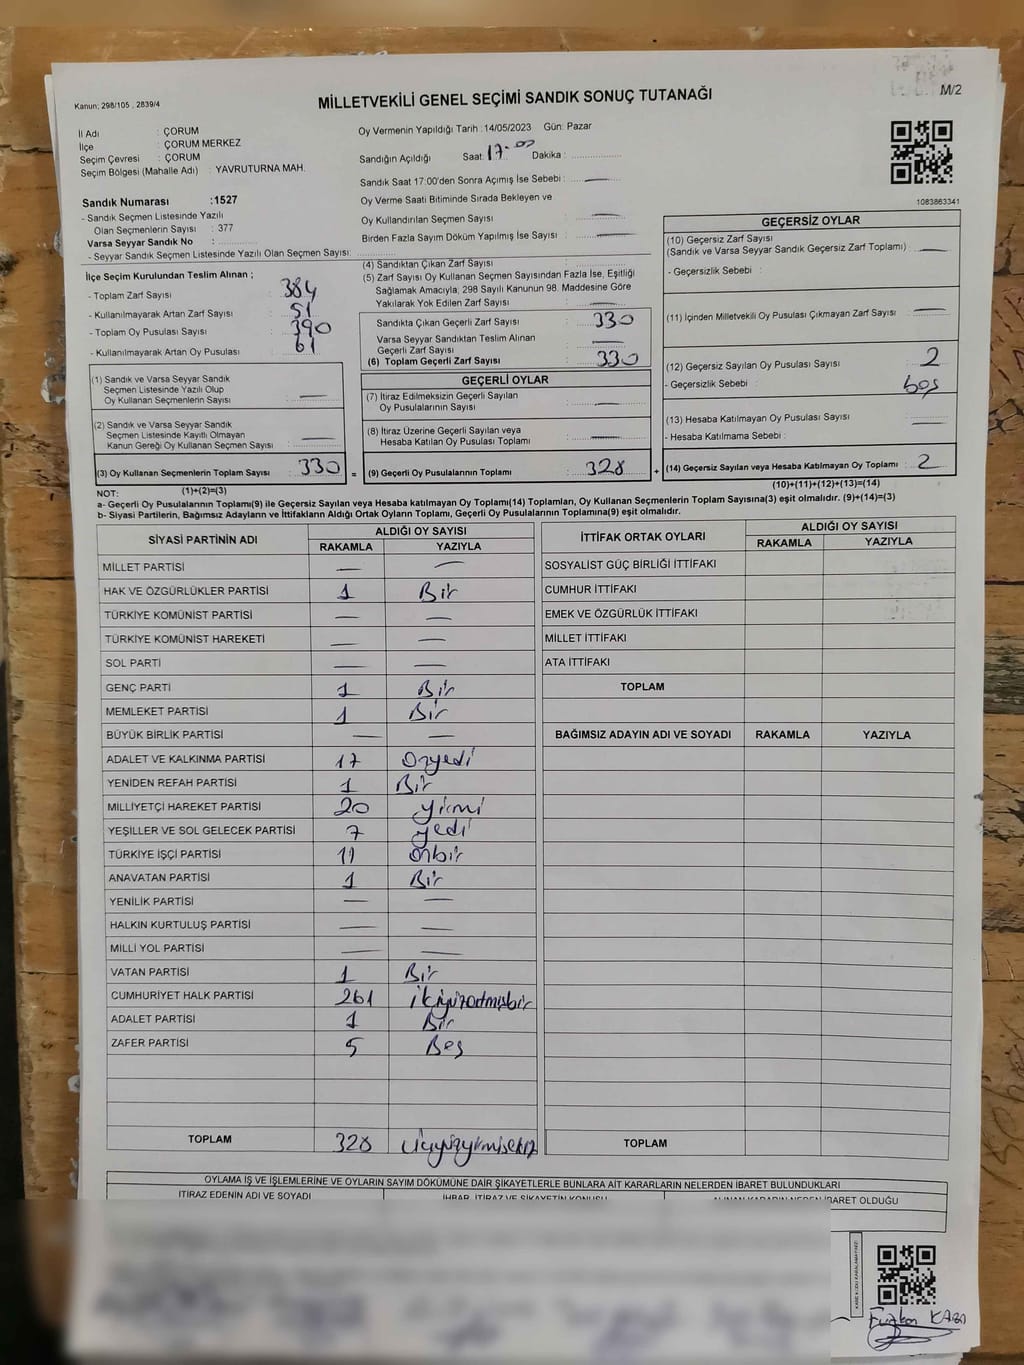 Kanun; 298/105 , 2839/4
MİLLETVEKİLİ GENEL SEÇİMİ SANDIK SONUÇ TUTANAĞI
M/2
İl Adı : ÇORUM
İlçe : ÇORUM MERKEZ
Seçim Çevresi : ÇORUM
Seçim Bölgesi (Mahalle Adı) : YAVRUTURNA MAH.
Oy Vermenin Yapıldığı Tarih : 14/05/2023 Gün: Pazar
Sandığın Açıldığı Saat: 17.00 Dakika : ..............
Sandık Saat 17:00'den Sonra Açımış İse Sebebi : —
Oy Verme Saati Bitiminde Sırada Bekleyen ve
Oy Kullandırılan Seçmen Sayısı : —
Birden Fazla Sayım Döküm Yapılmış İse Sayısı : —
1083863341
Sandık Numarası :1527
- Sandık Seçmen Listesinde Yazılı
Olan Seçmenlerin Sayısı : 377
Varsa Seyyar Sandık No : ..............
- Seyyar Sandık Seçmen Listesinde Yazılı Olan Seçmen Sayısı: ..............
İlçe Seçim Kurulundan Teslim Alınan ;
- Toplam Zarf Sayısı : 384
- Kullanılmayarak Artan Zarf Sayısı : 51
- Toplam Oy Pusulası Sayısı : 390
- Kullanılmayarak Artan Oy Pusulası : 61
(4) Sandıktan Çıkan Zarf Sayısı :
(5) Zarf Sayısı Oy Kullanan Seçmen Sayısından Fazla İse, Eşitliği
Sağlamak Amacıyla; 298 Sayılı Kanunun 98. Maddesine Göre
Yakılarak Yok Edilen Zarf Sayısı : —
Sandıkta Çıkan Geçerli Zarf Sayısı : 330
Varsa Seyyar Sandıktan Teslim Alınan
Geçerli Zarf Sayısı : —
(6) Toplam Geçerli Zarf Sayısı : 330
GEÇERSİZ OYLAR
(10) Geçersiz Zarf Sayısı
(Sandık ve Varsa Seyyar Sandık Geçersiz Zarf Toplamı) : —
- Geçersizlik Sebebi :
(11) İçinden Milletvekili Oy Pusulası Çıkmayan Zarf Sayısı : —
(12) Geçersiz Sayılan Oy Pusulası Sayısı : 2
- Geçersizlik Sebebi : boş
(13) Hesaba Katılmayan Oy Pusulası Sayısı : —
- Hesaba Katılmama Sebebi :
(14) Geçersiz Sayılan veya Hesaba Katılmayan Oy Toplamı : 2
(10)+(11)+(12)+(13)=(14)
(1) Sandık ve Varsa Seyyar Sandık
Seçmen Listesinde Yazılı Olup
Oy Kullanan Seçmenlerin Sayısı : —
(2) Sandık ve Varsa Seyyar Sandık
Seçmen Listesinde Kayıtlı Olmayan
Kanun Gereği Oy Kullanan Seçmen Sayısı : —
(3) Oy Kullanan Seçmenlerin Toplam Sayısı : 330 =
(1)+(2)=(3)
GEÇERLİ OYLAR
(7) İtiraz Edilmeksizin Geçerli Sayılan
Oy Pusulalarının Sayısı : —
(8) İtiraz Üzerine Geçerli Sayılan veya
Hesaba Katılan Oy Pusulası Toplamı : —
(9) Geçerli Oy Pusulalarının Toplamı : 328 +
NOT:
a- Geçerli Oy Pusulalarının Toplamı(9) ile Geçersiz Sayılan veya Hesaba katılmayan Oy Toplamı(14) Toplamları, Oy Kullanan Seçmenlerin Toplam Sayısına(3) eşit olmalıdır. (9)+(14)=(3)
b- Siyasi Partilerin, Bağımsız Adayların ve İttifakların Aldığı Ortak Oyların Toplamı, Geçerli Oy Pusulalarının Toplamına(9) eşit olmalıdır.
SİYASİ PARTİNİN ADI ALDIĞI OY SAYISI
RAKAMLA YAZIYLA
MİLLET PARTİSİ — —
HAK VE ÖZGÜRLÜKLER PARTİSİ 1 Bir
TÜRKİYE KOMÜNİST PARTİSİ — —
TÜRKİYE KOMÜNİST HAREKETİ — —
SOL PARTİ — —
GENÇ PARTİ 1 Bir
MEMLEKET PARTİSİ 1 Bir
BÜYÜK BİRLİK PARTİSİ — —
ADALET VE KALKINMA PARTİSİ 17 Onyedi
YENİDEN REFAH PARTİSİ 1 Bir
MİLLİYETÇİ HAREKET PARTİSİ 20 yirmi
YEŞİLLER VE SOL GELECEK PARTİSİ 7 yedi
TÜRKİYE İŞÇİ PARTİSİ 11 onbir
ANAVATAN PARTİSİ 1 Bir
YENİLİK PARTİSİ — —
HALKIN KURTULUŞ PARTİSİ — —
MİLLİ YOL PARTİSİ — —
VATAN PARTİSİ 1 Bir
CUMHURİYET HALK PARTİSİ 261 ikiyüzatmışbir
ADALET PARTİSİ 1 Bir
ZAFER PARTİSİ 5 Beş
TOPLAM 328 üçyüzyirmisekiz
İTTİFAK ORTAK OYLARI ALDIĞI OY SAYISI
RAKAMLA YAZIYLA
SOSYALİST GÜÇ BİRLİĞİ İTTİFAKI
CUMHUR İTTİFAKI
EMEK VE ÖZGÜRLÜK İTTİFAKI
MİLLET İTTİFAKI
ATA İTTİFAKI
TOPLAM
BAĞIMSIZ ADAYIN ADI VE SOYADI RAKAMLA YAZIYLA
TOPLAM
OYLAMA İŞ VE İŞLEMLERİNE VE OYLARIN SAYIM DÖKÜMÜNE DAİR ŞİKAYETLERLE BUNLARA AİT KARARLARIN NELERDEN İBARET BULUNDUKLARI
İTİRAZ EDENİN ADI VE SOYADI İHBAR, İTİRAZ VE ŞİKAYETİN KONUSU ALINAN KARARIN NEDEN İBARET OLDUĞU